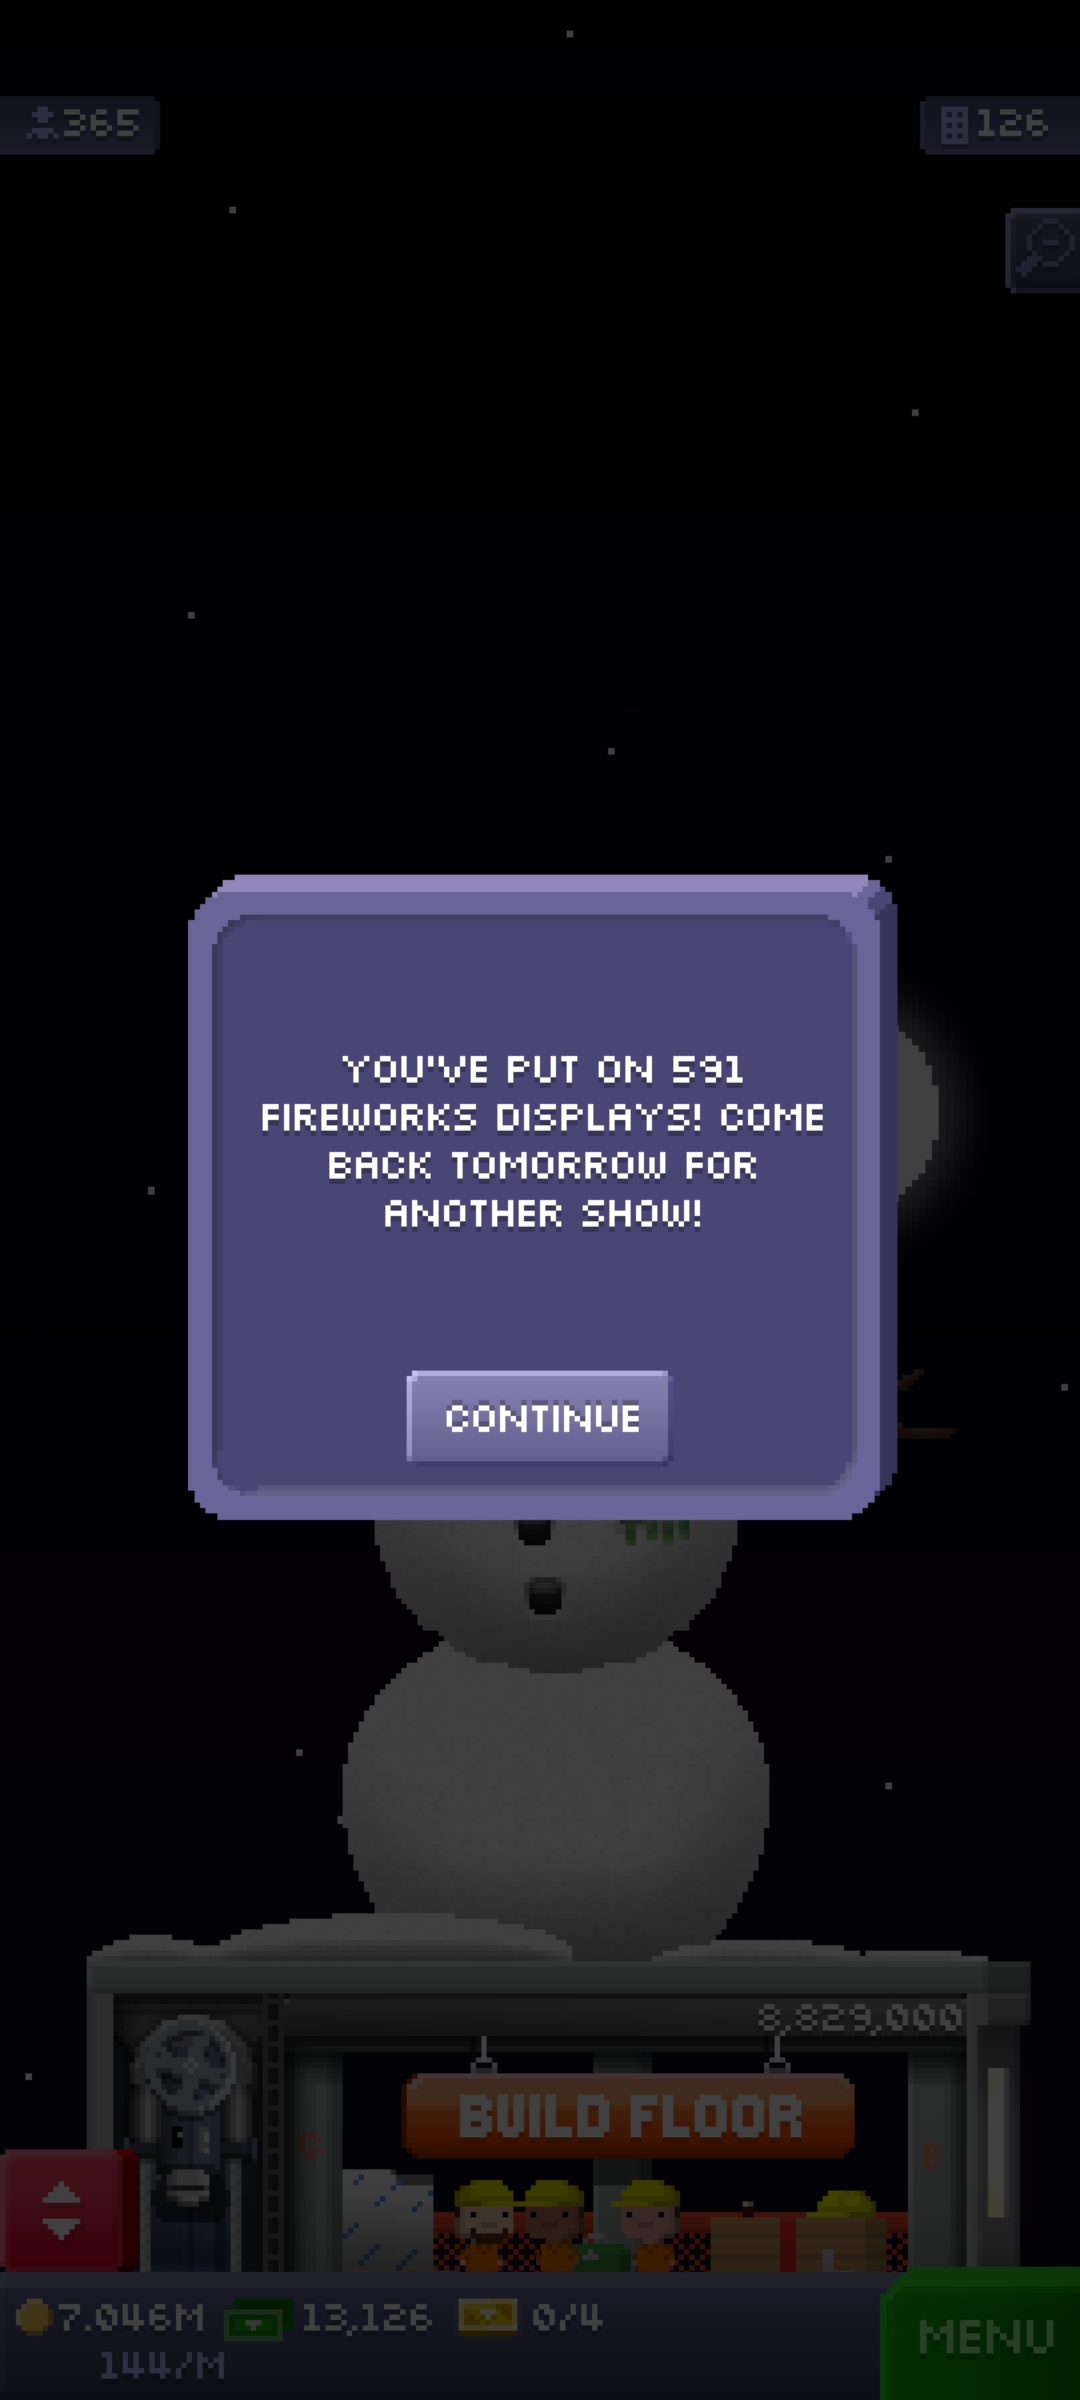 365
126
YOU'VE PUT ON 591
FIREWORKS DISPLAYS! COME
BACK TOMORROW FOR
ANOTHER SHOW!
CONTINUE
8,829,000
BUILD FLOOR
7.046M 13,126 0/4
144/M
MENU